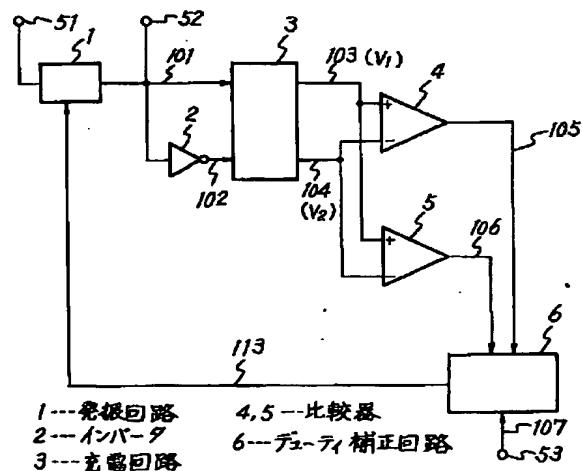 51
52
1
101
3
103 (V1)
4
2
102
104
(V2)
105
5
106
6
113
107
53
1---発振回路
2---インバータ
3---充電回路
4,5---比較器
6---デューティ補正回路